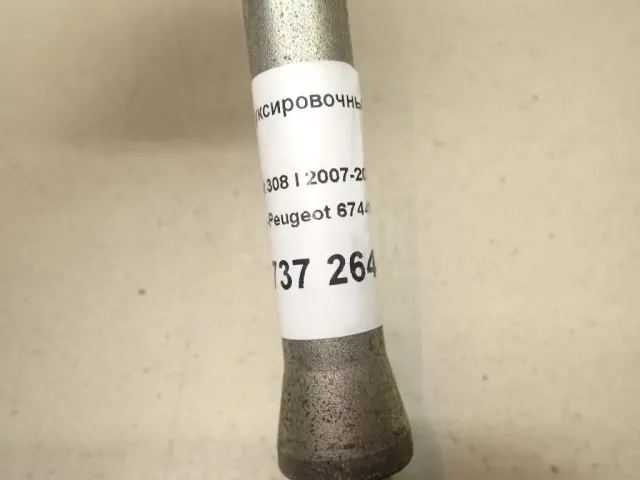 уксировочны
308 I 2007-20
Peugeot 6744
737 264